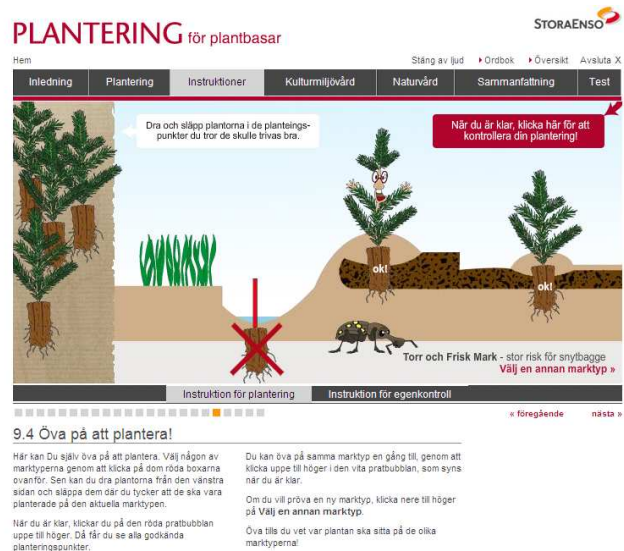 PLANTERING för plantbasar
STORAENSO
Hem
Stäng av ljud Ordbok Översikt Avsluta X
Inledning Plantering Instruktioner Kulturmiljövård Naturvård Sammanfattning Test
Dra och släpp plantorna i de planteings-
punkter du tror de skulle trivas bra.
När du är klar, klicka här för att
kontrollera din plantering!
ok!
ok!
Torr och Frisk Mark - stor risk för snytbagge
Välj en annan marktyp »
Instruktion för plantering Instruktion för egenkontroll
« föregående nästa »
9.4 Öva på att plantera!
Här kan Du själv öva på att plantera. Välj någon av
marktyperna genom att klicka på dom röda boxarna
ovanför. Sen kan du dra plantorna från den vänstra
sidan och släppa dem där du tycker att de ska vara
planterade på den aktuella marktypen.
När du är klar, klickar du på den röda pratbubblan
uppe till höger. Då får du se alla godkända
planteringspunkter.
Du kan öva på samma marktyp en gång till, genom att
klicka uppe till höger i den vita pratbubblan, som syns
när du är klar.
Om du vill pröva en ny marktyp, klicka nere till höger
på Välj en annan marktyp.
Öva tills du vet var plantan ska sitta på de olika
marktyperna!